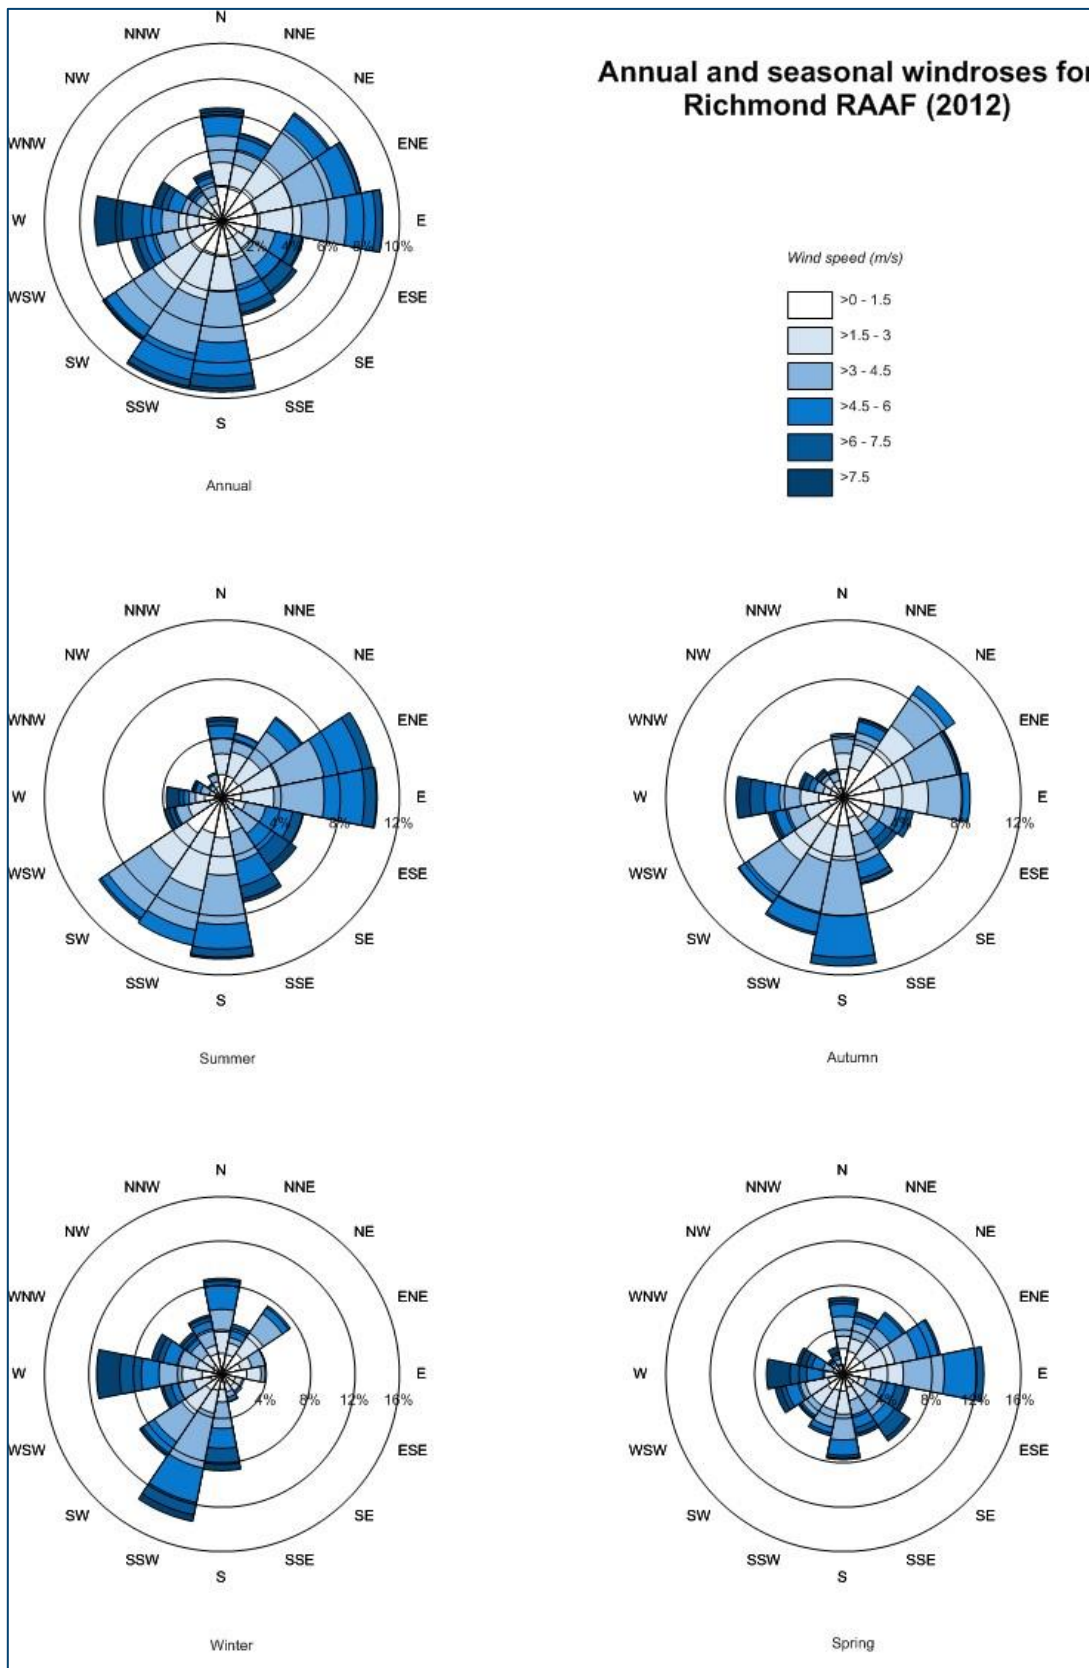 N
NNW
NNE
NW
NE
WNW
ENE
W
E
2% 4% 6% 8% 10%
WSW
ESE
SW
SE
SSW
SSE
S
Annual
Annual and seasonal windroses for
Richmond RAAF (2012)
Wind speed (m/s)
>0 - 1.5
>1.5 - 3
>3 - 4.5
>4.5 - 6
>6 - 7.5
>7.5
N
NNW
NNE
NW
NE
WNW
ENE
W
E
4% 8% 12%
WSW
ESE
SW
SE
SSW
SSE
S
Summer
N
NNW
NNE
NW
NE
WNW
ENE
W
E
4% 8% 12%
WSW
ESE
SW
SE
SSW
SSE
S
Autumn
N
NNW
NNE
NW
NE
WNW
ENE
W
E
4% 8% 12% 16%
WSW
ESE
SW
SE
SSW
SSE
S
Winter
N
NNW
NNE
NW
NE
WNW
ENE
W
E
4% 8% 12% 16%
WSW
ESE
SW
SE
SSW
SSE
S
Spring